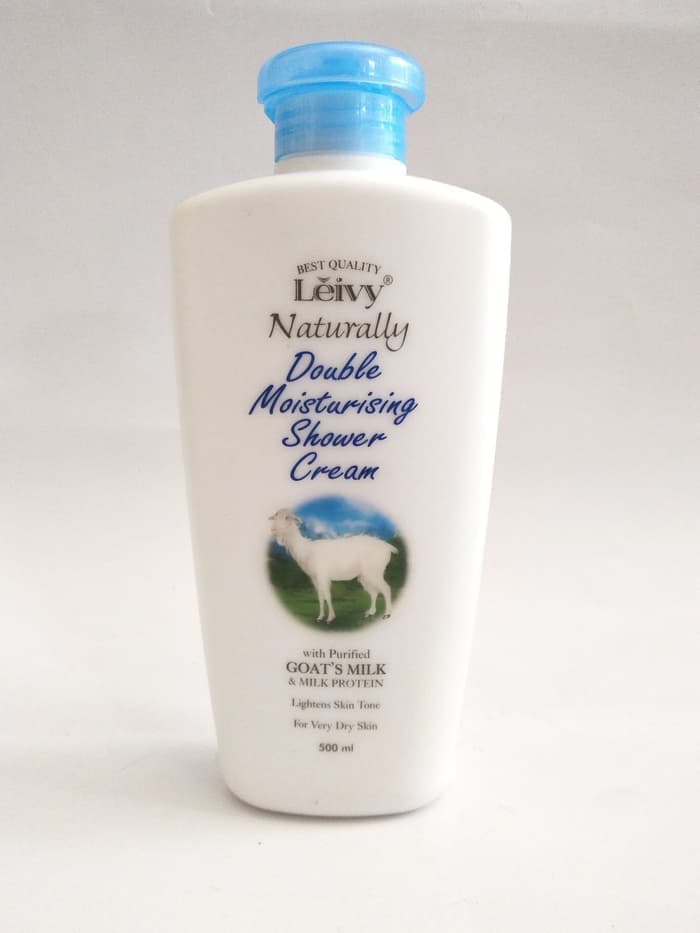 BEST QUALITY
Lěivy®
Naturally
Double
Moisturising
Shower
Cream
with Purified
GOAT'S MILK
& MILK PROTEIN
Lightens Skin Tone
For Very Dry Skin
500 ml